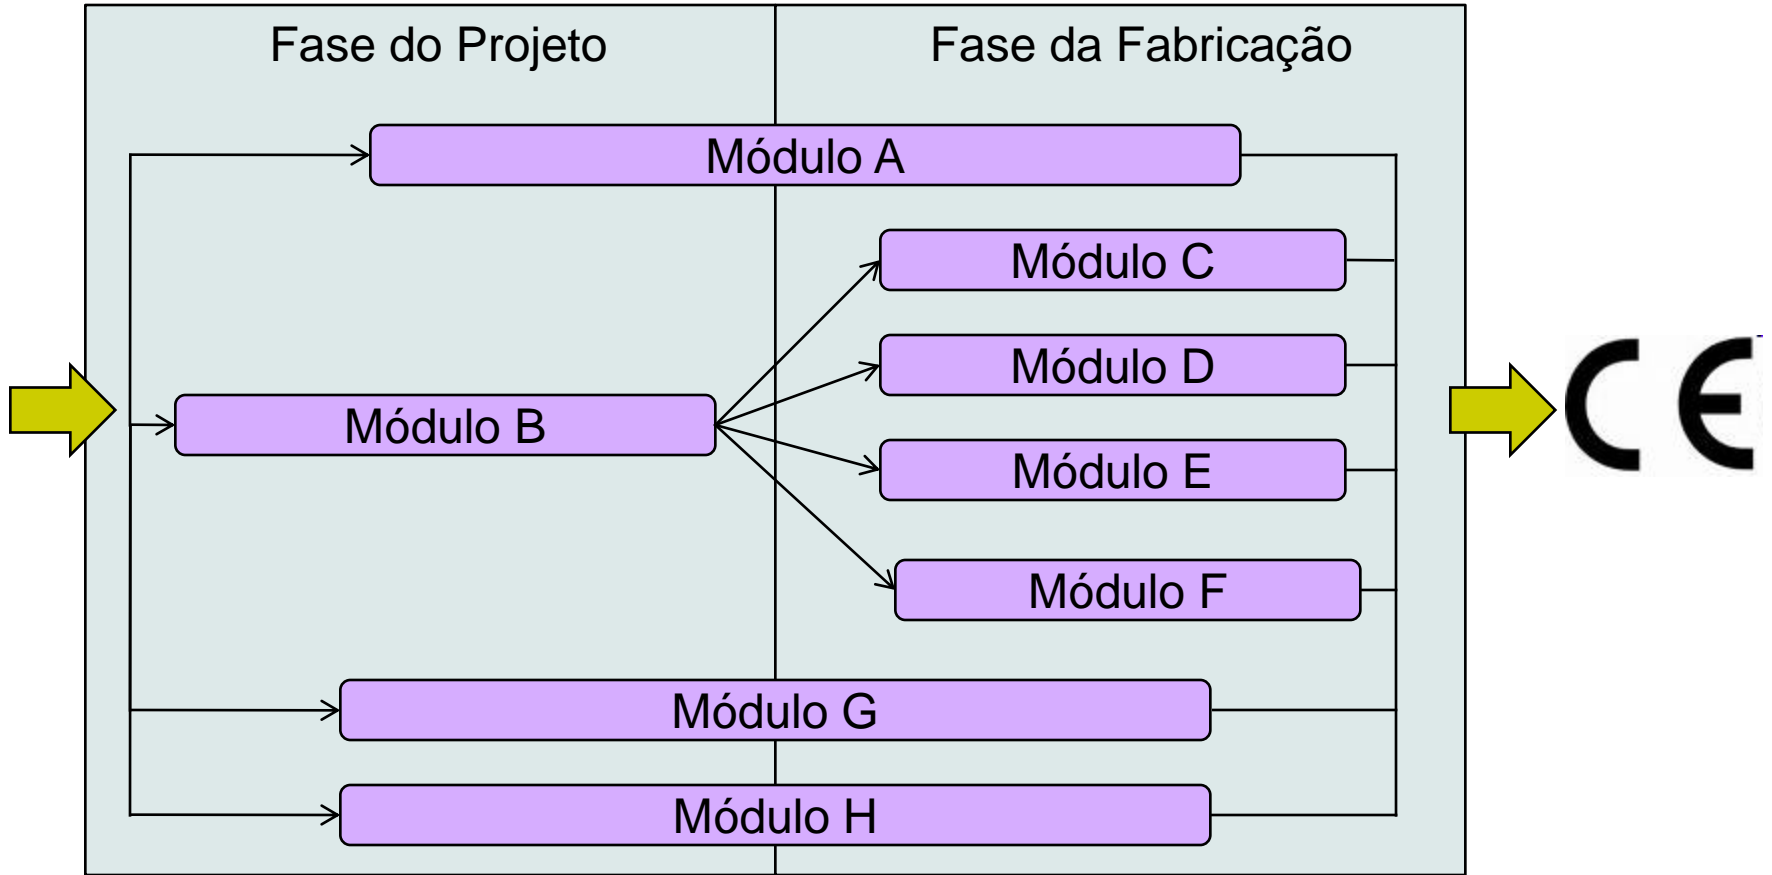 Fase do Projeto
Fase da Fabricação
Módulo A
Módulo C
Módulo D
Módulo B
Módulo E
Módulo F
Módulo G
Módulo H
CE